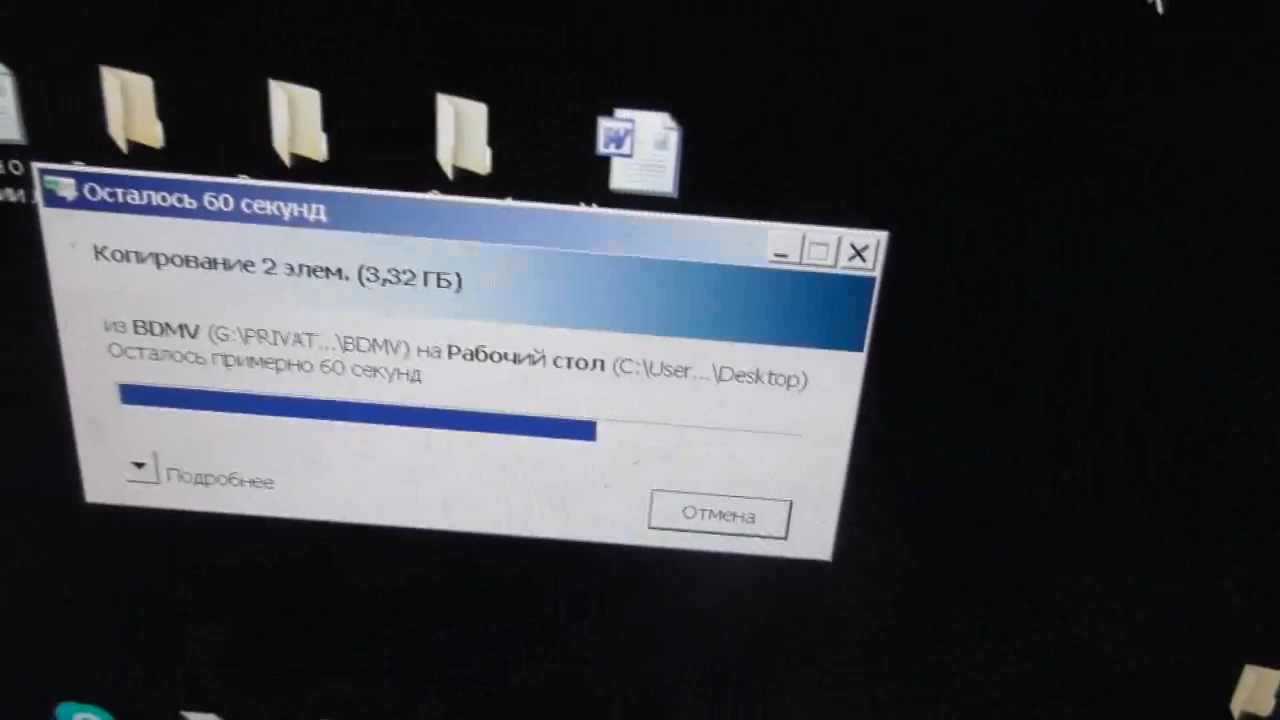 Осталось 60 секунд
Копирование 2 элем. (3,32 ГБ)
из BDMV (G:\PRIVAT...\BDMV) на Рабочий стол (C:\User...\Desktop)
Осталось примерно 60 секунд
Подробнее
Отмена